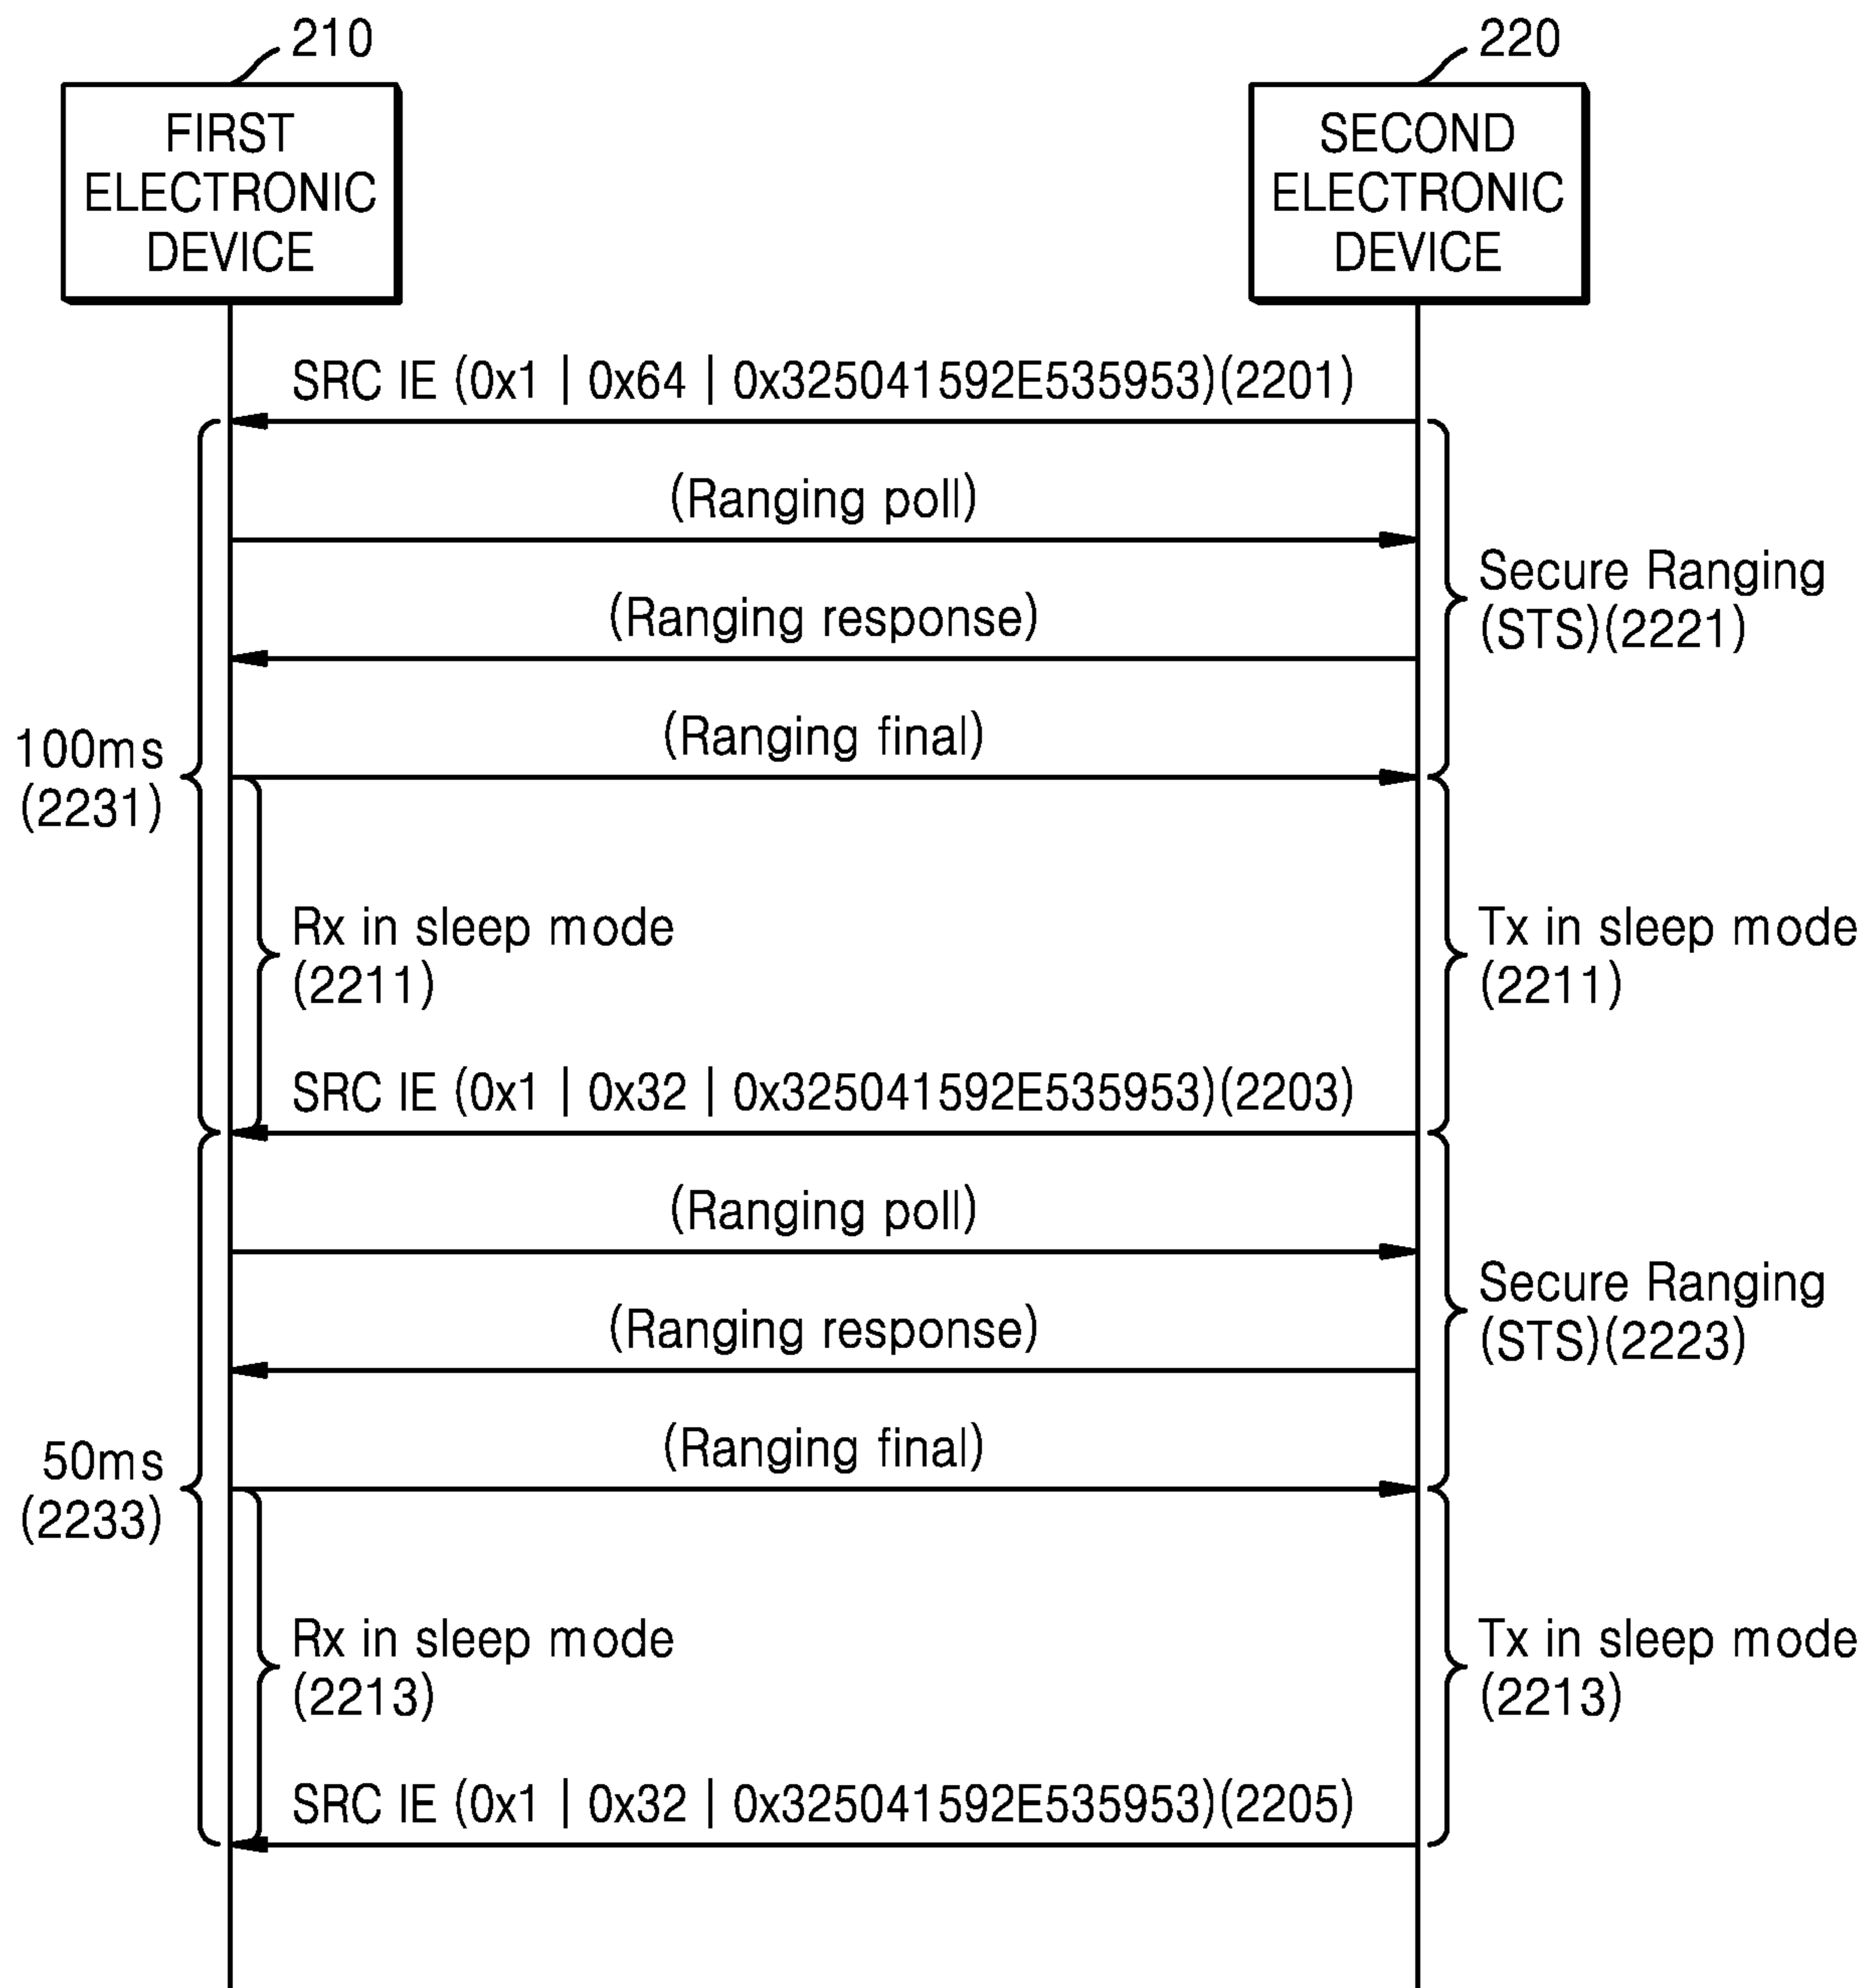 210
220
FIRST
ELECTRONIC
DEVICE
SECOND
ELECTRONIC
DEVICE
SRC IE (0x1 | 0x64 | 0x325041592E535953)(2201)
(Ranging poll)
Secure Ranging
(STS)(2221)
(Ranging response)
(Ranging final)
100ms
(2231)
Rx in sleep mode
(2211)
Tx in sleep mode
(2211)
SRC IE (0x1 | 0x32 | 0x325041592E535953)(2203)
(Ranging poll)
Secure Ranging
(STS)(2223)
(Ranging response)
(Ranging final)
50ms
(2233)
Rx in sleep mode
(2213)
Tx in sleep mode
(2213)
SRC IE (0x1 | 0x32 | 0x325041592E535953)(2205)